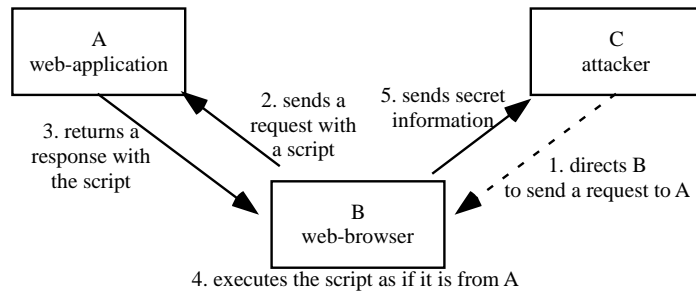 A
web-application
C
attacker
2. sends a
request with
a script
5. sends secret
information
3. returns a
response with
the script
1. directs B
to send a request to A
B
web-browser
4. executes the script as if it is from A